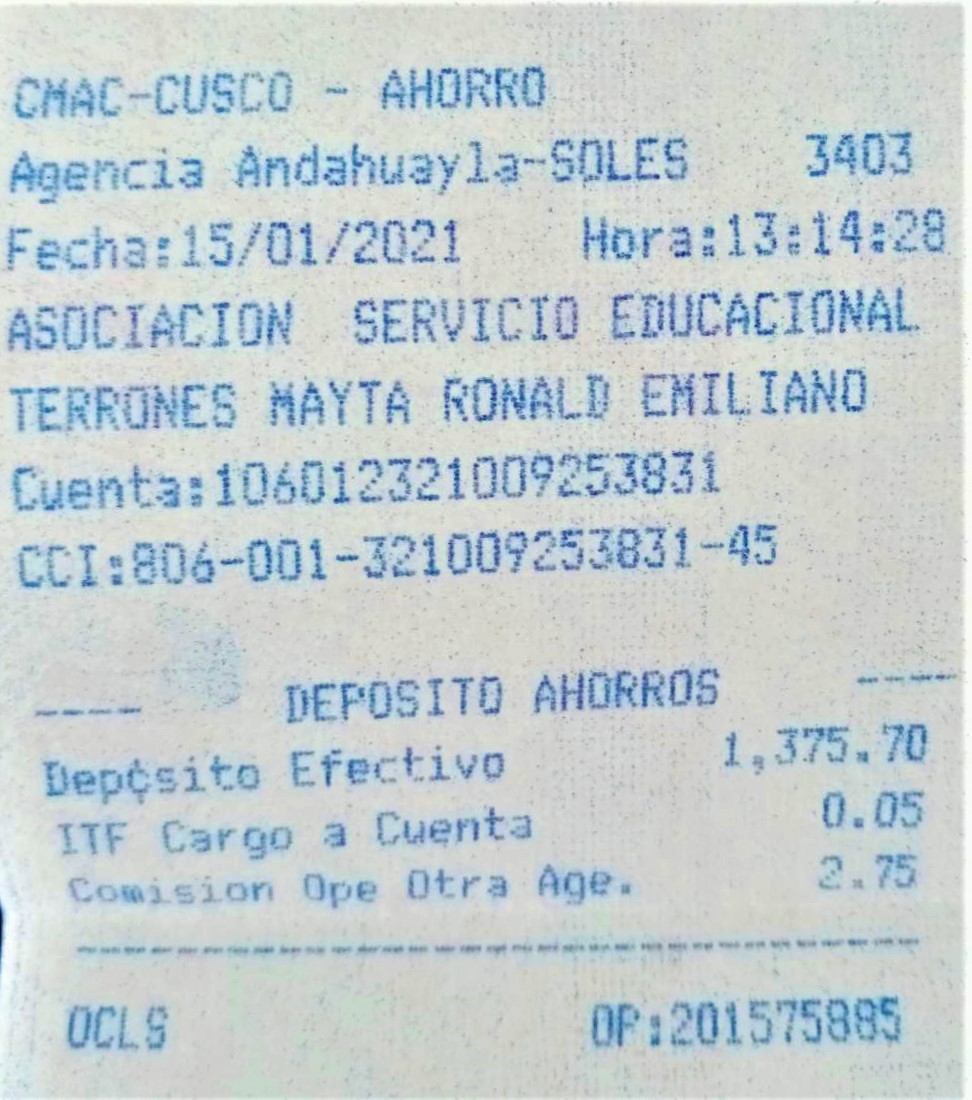 CMAC-CUSCO - AHORRO
Agencia Andahuayla-SOLES 3403
Fecha:15/01/2021 Hora:13:14:28
ASOCIACION SERVICIO EDUCACIONAL
TERRONES MAYTA RONALD EMILIANO
Cuenta:106012321009253831
CCI:806-001-321009253831-45
---- DEPOSITO AHORROS ----
Dep¢sito Efectivo 1,375.70
ITF Cargo a Cuenta 0.05
Comision Ope Otra Age. 2.75
OCLS OP:201575885